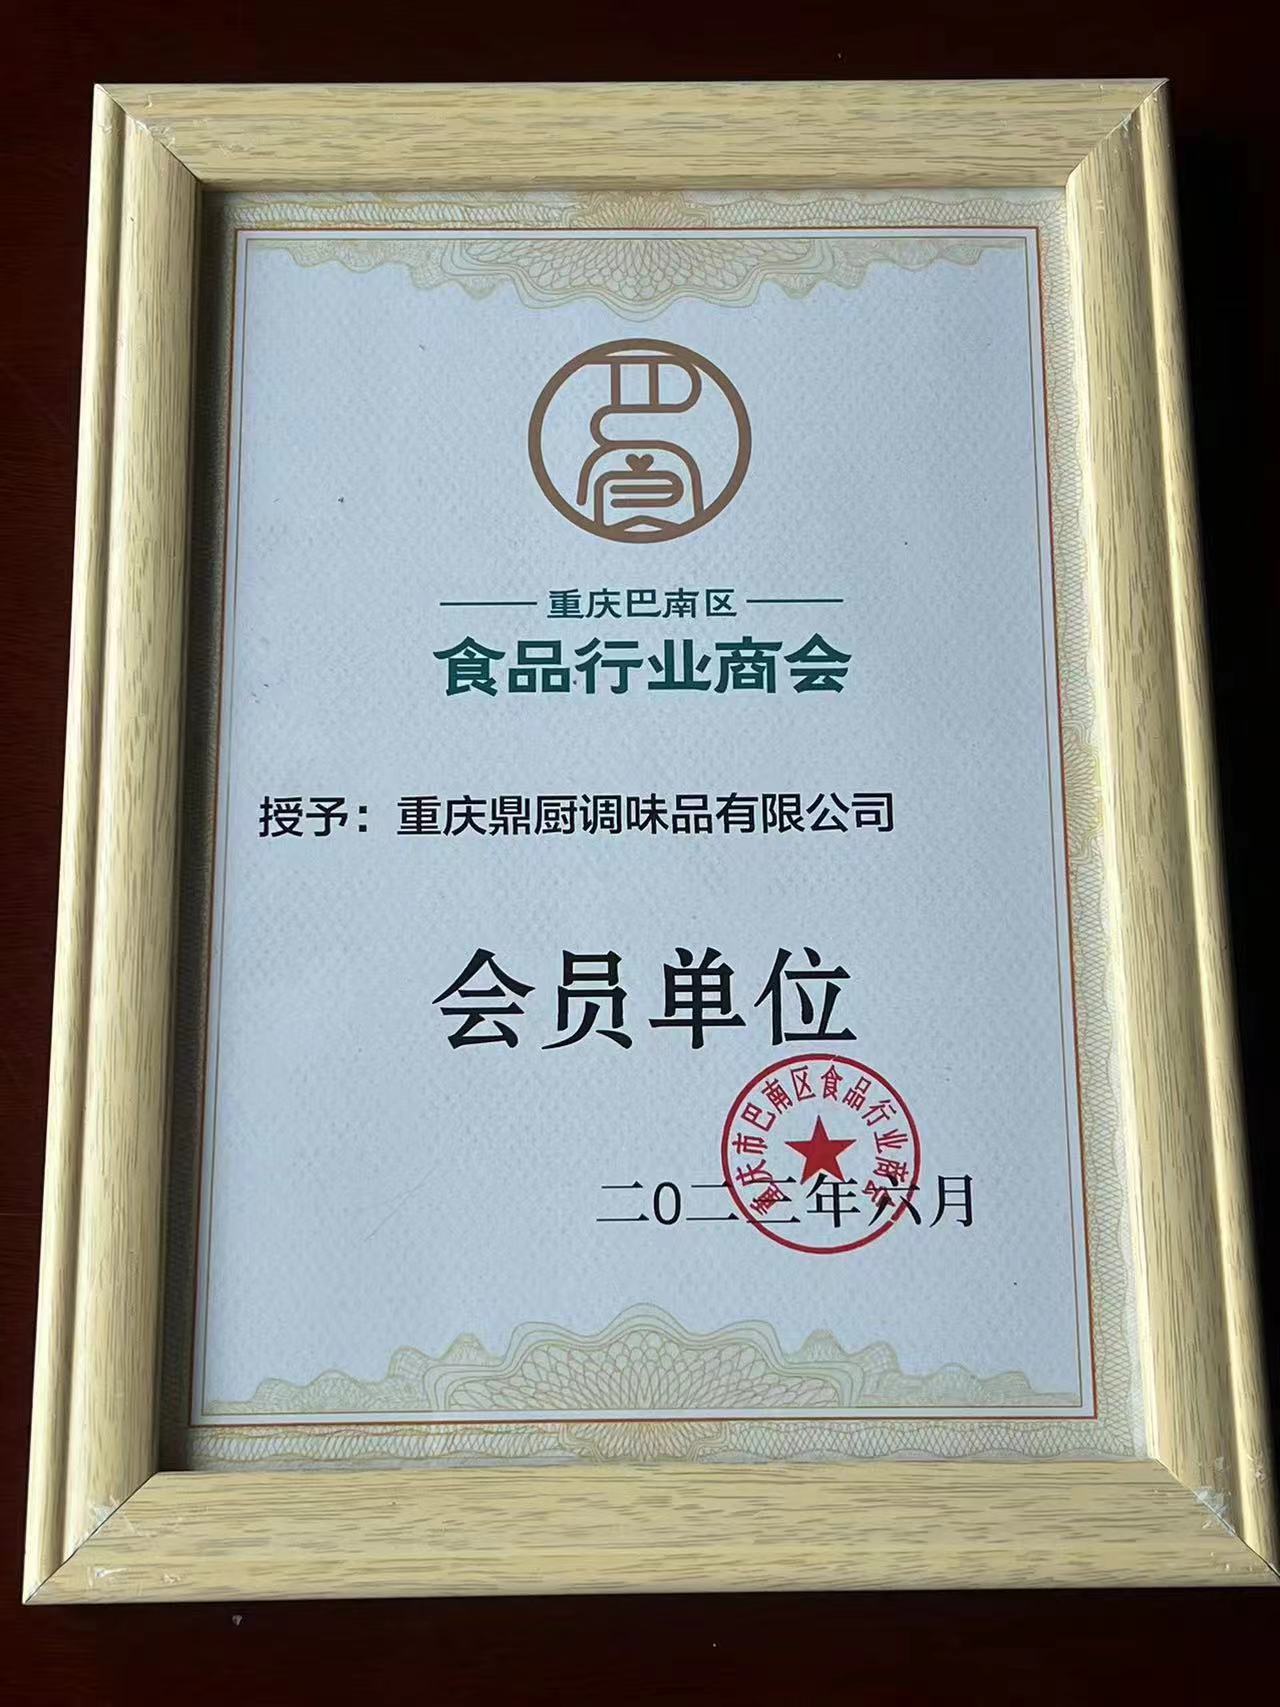 重庆巴南区
食品行业商会
授予：重庆鼎厨调味品有限公司
会员单位
重庆市巴南区食品行业商会
二0二三年六月